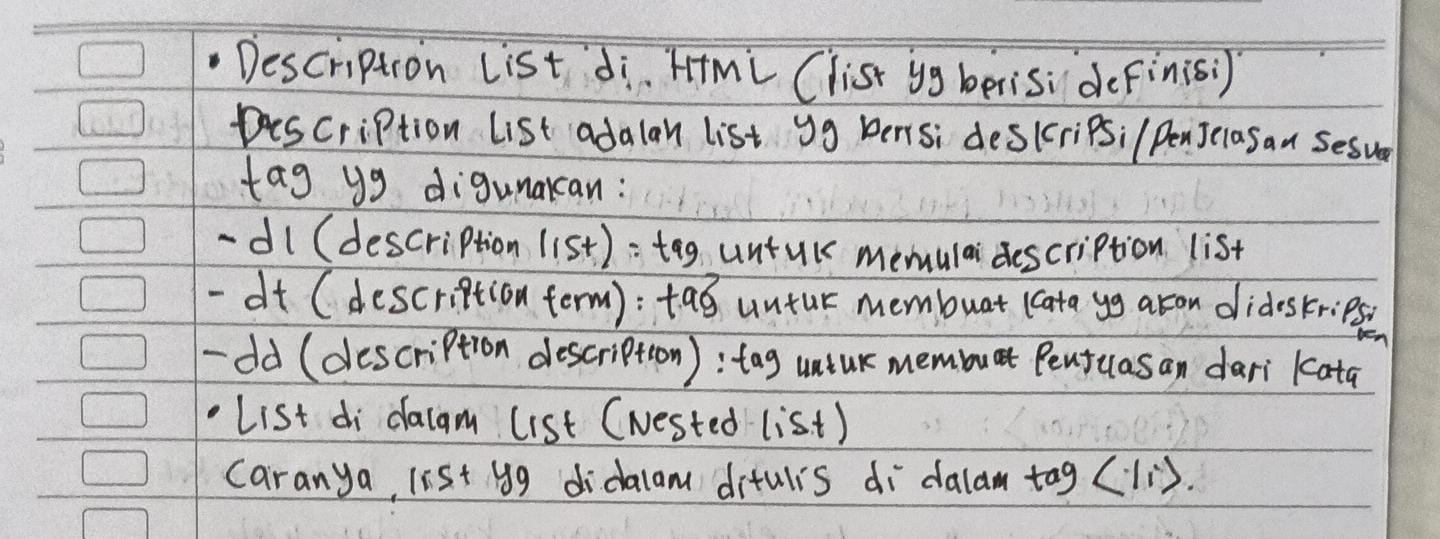 • Description List di HTML (list yg berisi definisi)
Description List adalah list yg berisi deskripsi/penjelasan sesua
tag yg digunakan :
- dl (description list) : tag untuk memulai description list
- dt (description term) : tag untuk membuat kata yg akan dideskripsikan
- dd (description description) : tag untuk membuat Penjelasan dari kata
• List di dalam list (Nested list)
caranya, list yg didalam ditulis di dalam tag <li>.